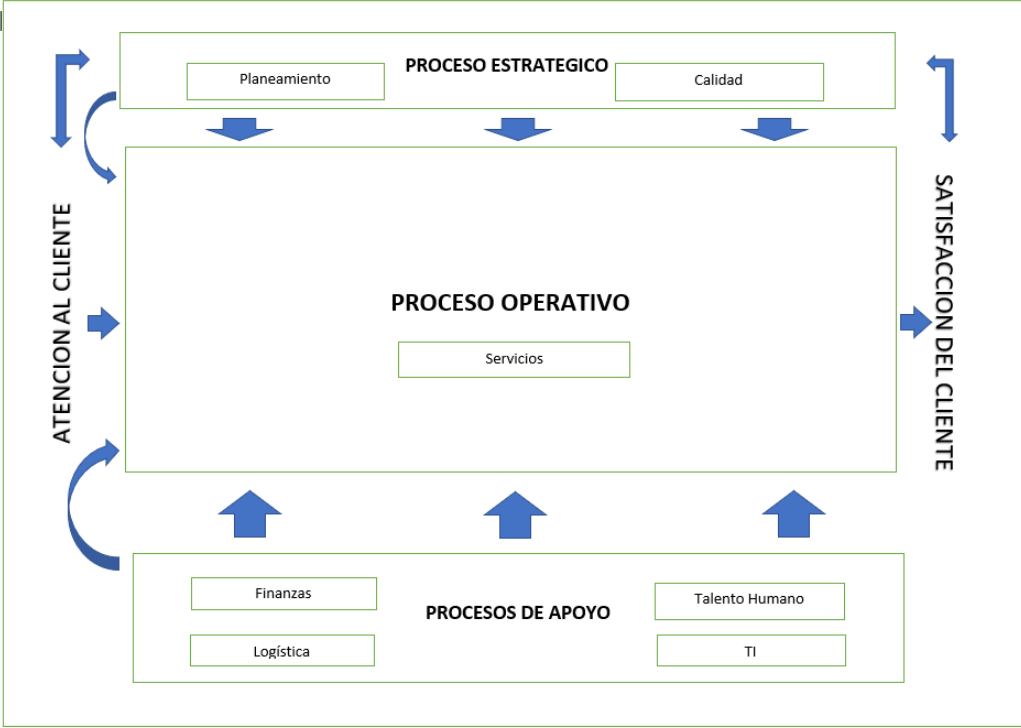 PROCESO ESTRATEGICO
Planeamiento
Calidad
ATENCION AL CLIENTE
PROCESO OPERATIVO
Servicios
SATISFACCION DEL CLIENTE
PROCESOS DE APOYO
Finanzas
Talento Humano
Logística
TI